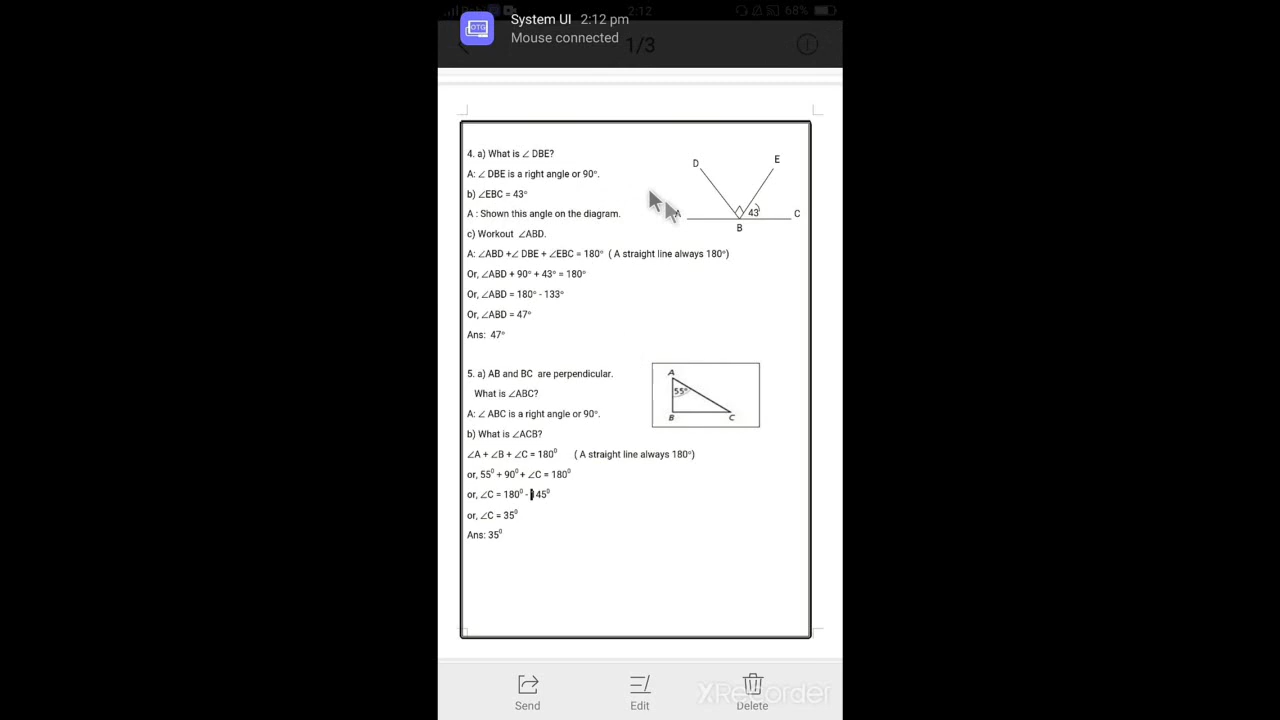 2:12
68%
System UI 2:12 pm
OTG
Mouse connected
1/3
4. a) What is ∠ DBE?
A: ∠ DBE is a right angle or 90°.
b) ∠EBC = 43°
A : Shown this angle on the diagram.
c) Workout ∠ABD.
A: ∠ABD +∠ DBE + ∠EBC = 180° ( A straight line always 180°)
Or, ∠ABD + 90° + 43° = 180°
Or, ∠ABD = 180° - 133°
Or, ∠ABD = 47°
Ans: 47°
D
E
A
43
C
B
5. a) AB and BC are perpendicular.
What is ∠ABC?
A: ∠ ABC is a right angle or 90°.
b) What is ∠ACB?
∠A + ∠B + ∠C = 180⁰ ( A straight line always 180°)
or, 55⁰ + 90⁰ + ∠C = 180⁰
or, ∠C = 180⁰ - 145⁰
or, ∠C = 35⁰
Ans: 35⁰
A
55°
B
C
Send
Edit
Delete
XRecorder